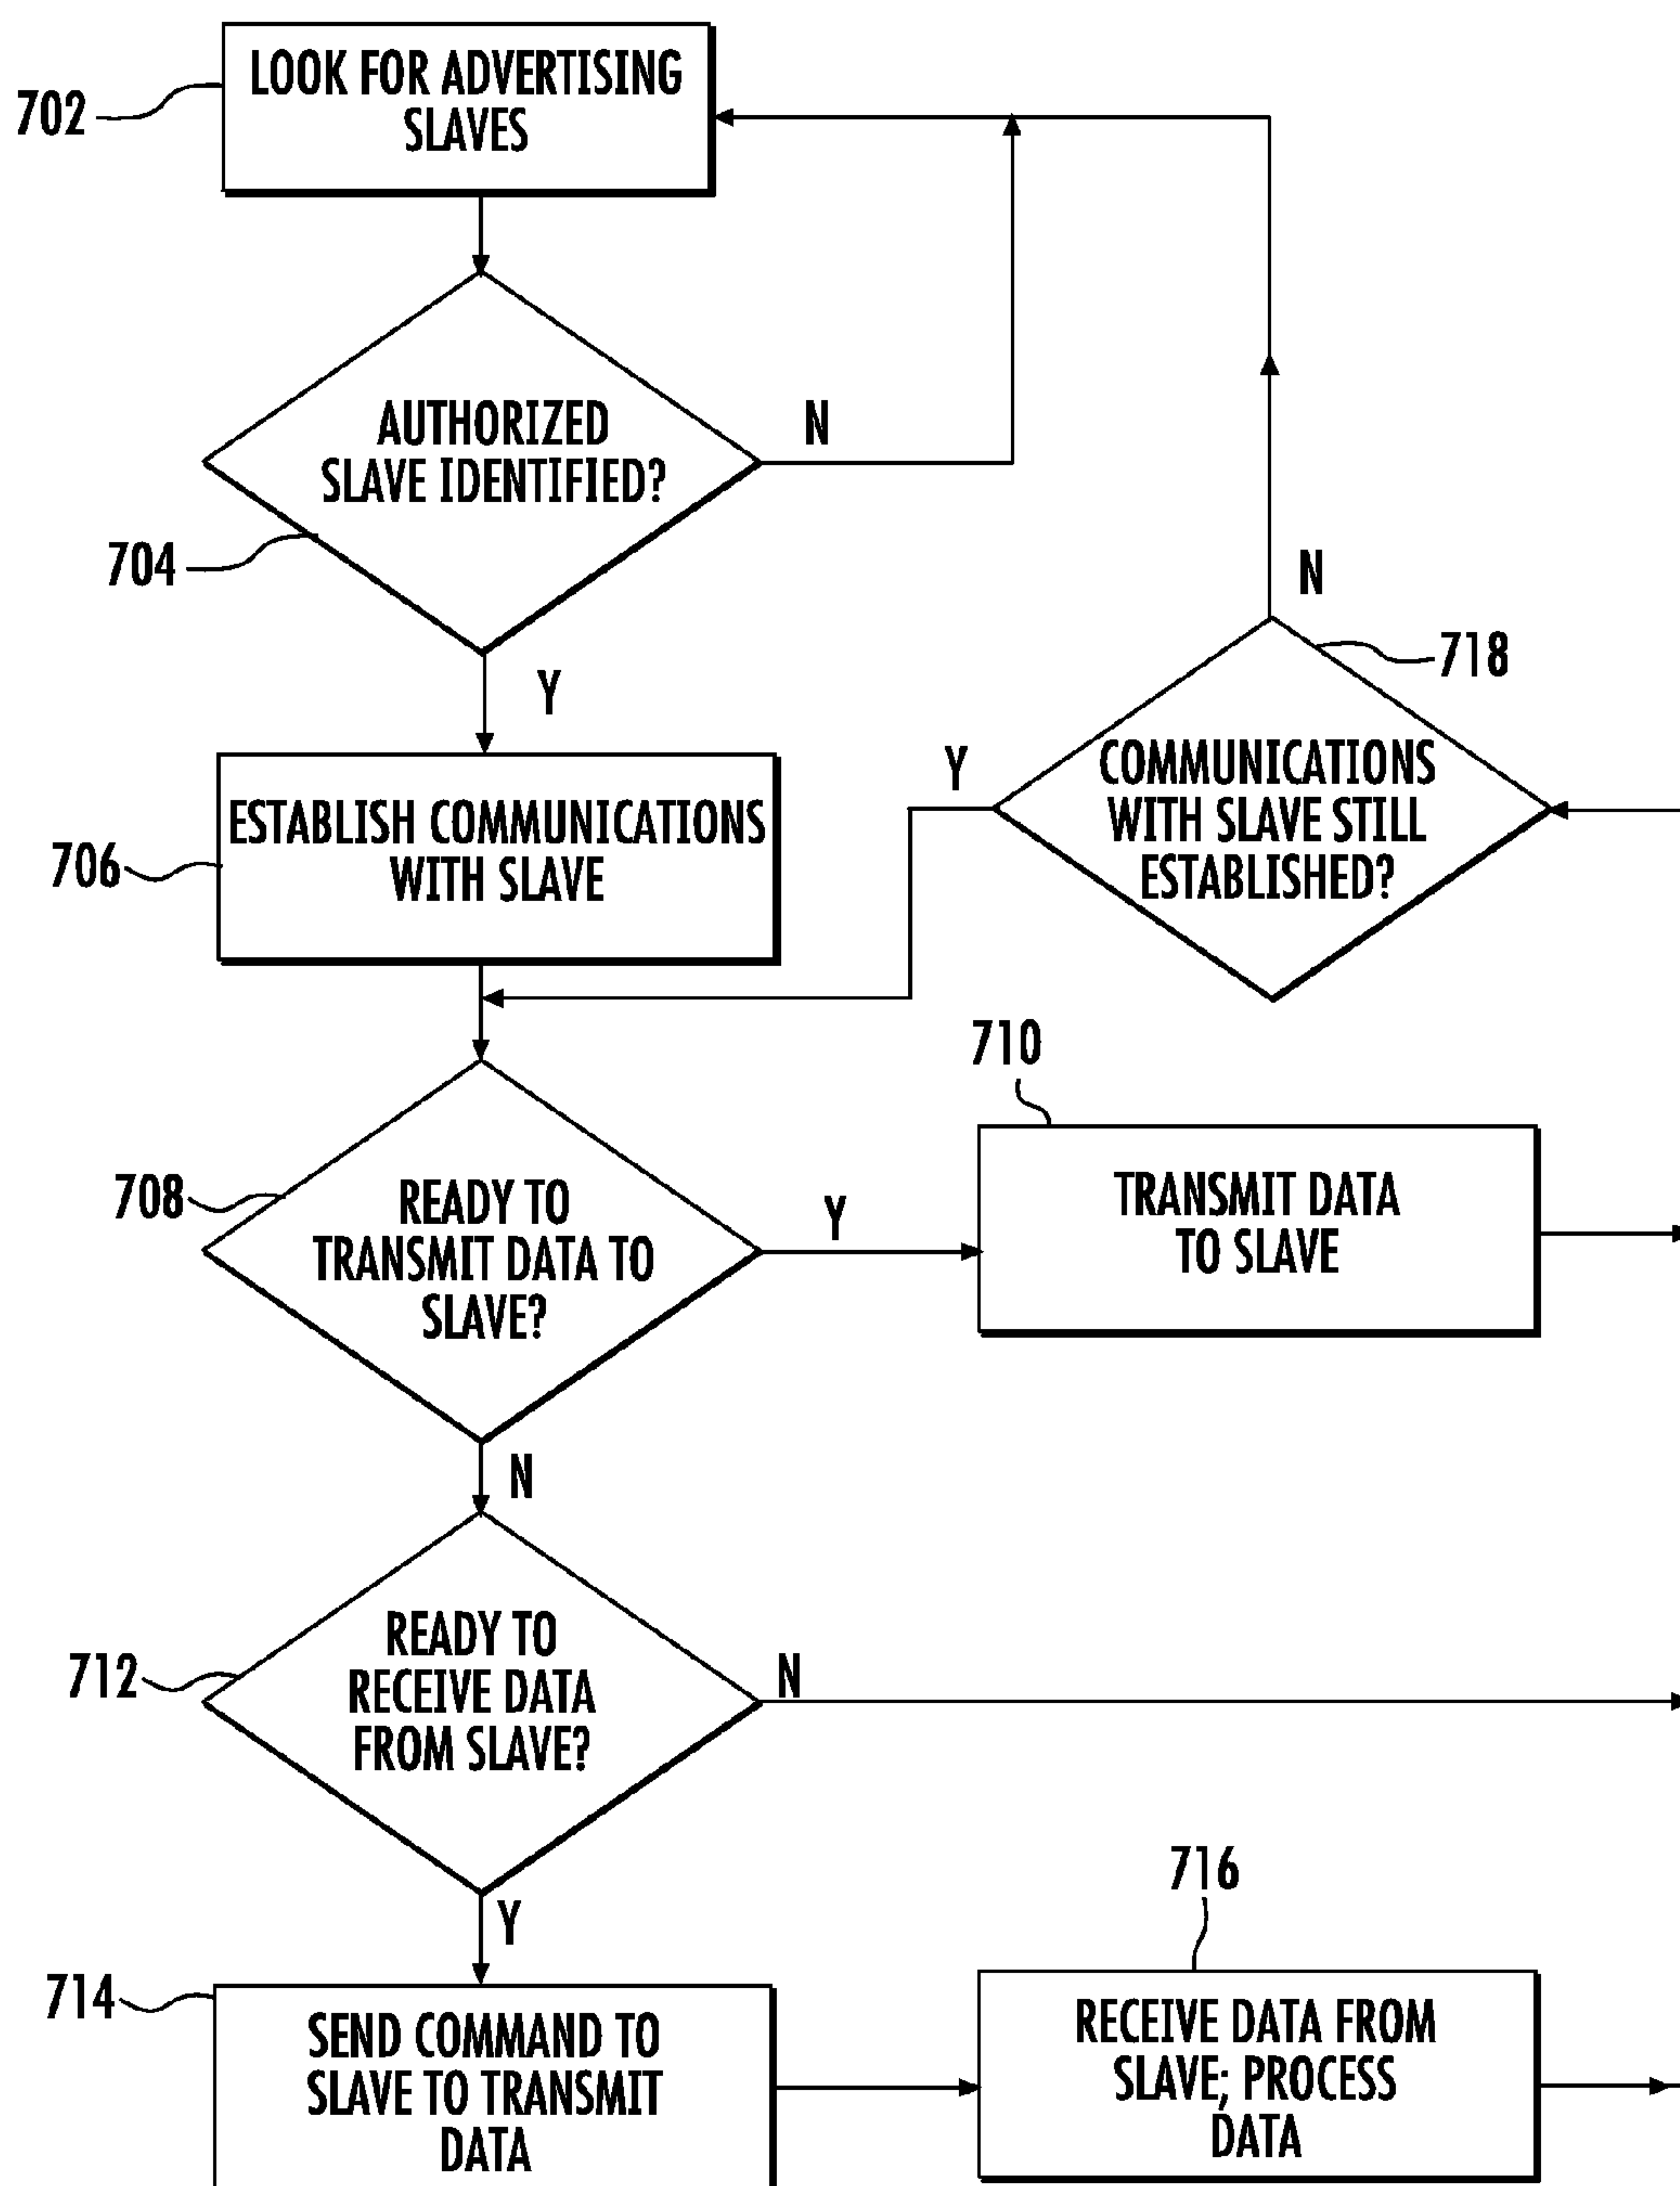 702
LOOK FOR ADVERTISING
SLAVES
AUTHORIZED
SLAVE IDENTIFIED?
N
704
Y
N
718
COMMUNICATIONS
WITH SLAVE STILL
ESTABLISHED?
Y
706
ESTABLISH COMMUNICATIONS
WITH SLAVE
710
708
READY TO
TRANSMIT DATA TO
SLAVE?
Y
TRANSMIT DATA
TO SLAVE
N
712
READY TO
RECEIVE DATA
FROM SLAVE?
N
Y
716
714
SEND COMMAND TO
SLAVE TO TRANSMIT
DATA
RECEIVE DATA FROM
SLAVE; PROCESS
DATA